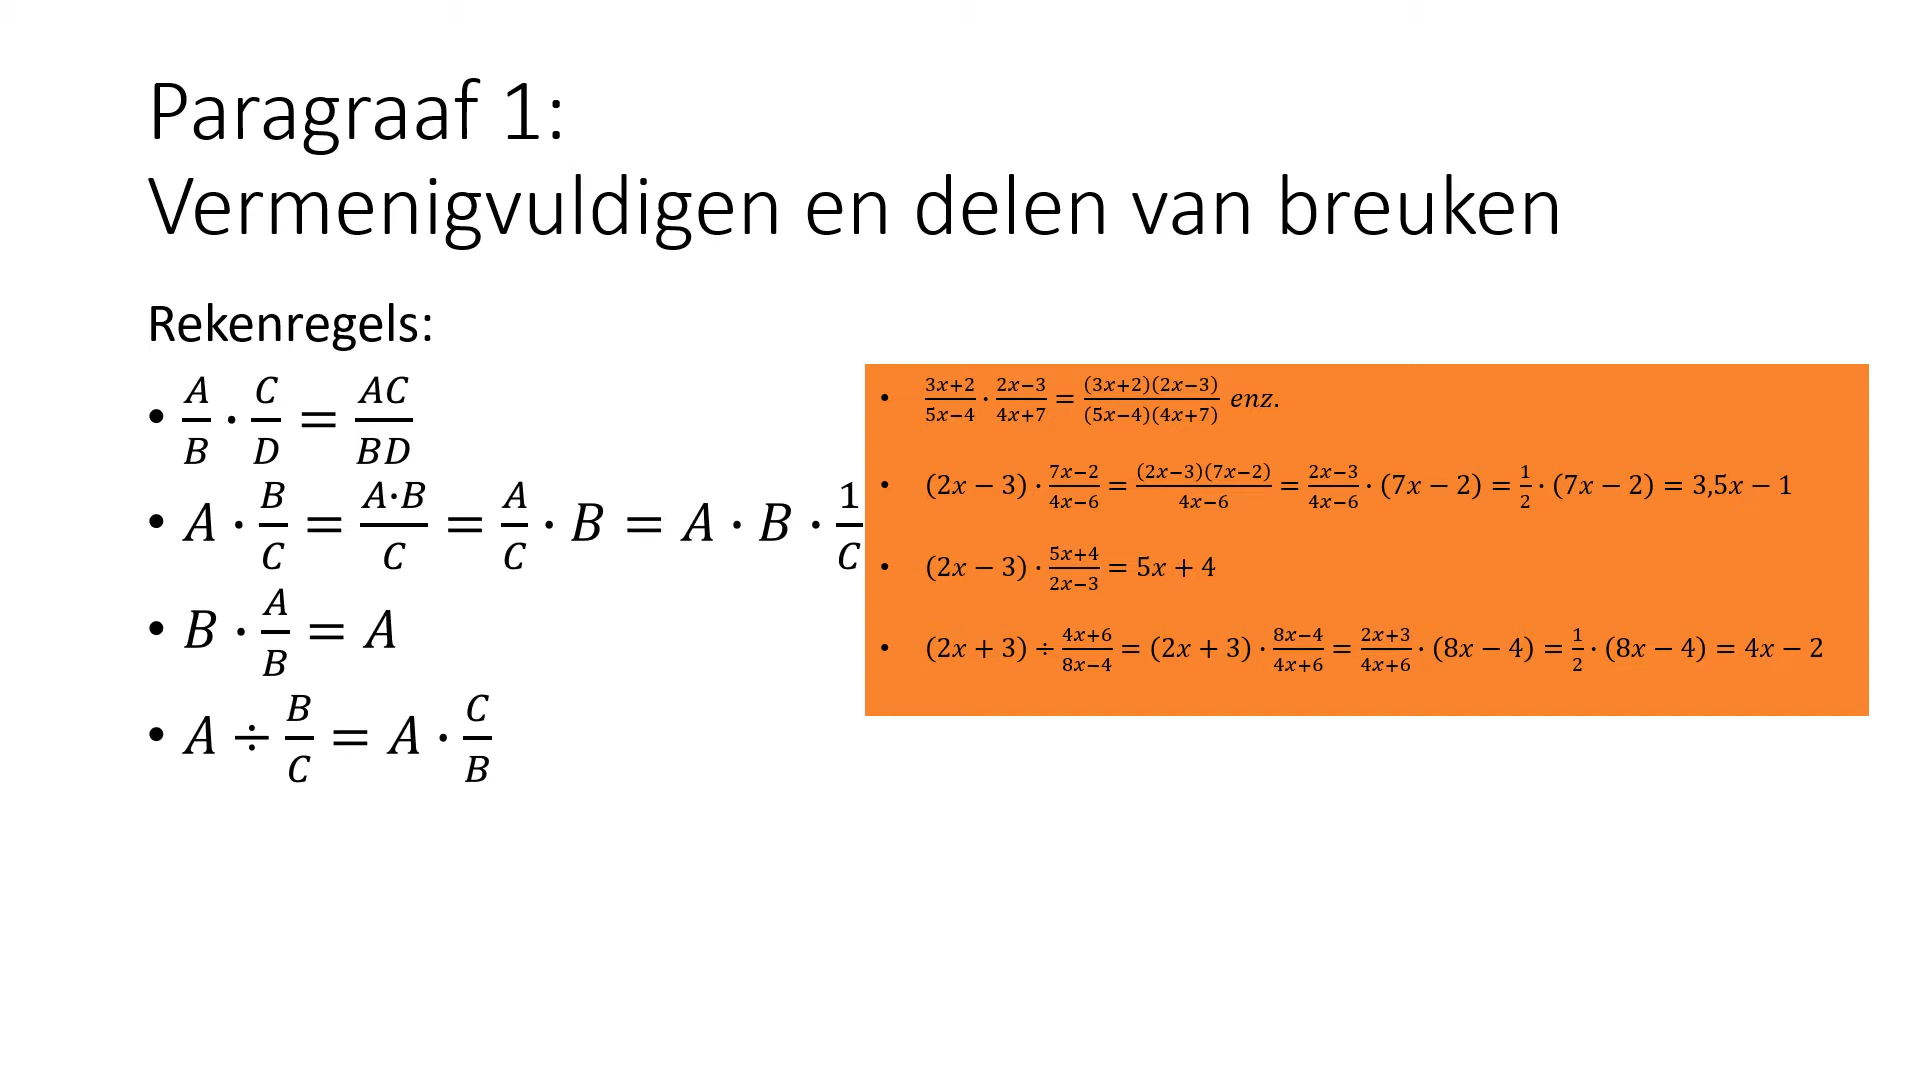 Paragraaf 1:
Vermenigvuldigen en delen van breuken
Rekenregels:
• A/B · C/D = AC/BD
• A · B/C = A·B/C = A/C · B = A · B · 1/C
• B · A/B = A
• A ÷ B/C = A · C/B
• (3x+2)/(5x−4) · (2x−3)/(4x+7) = (3x+2)(2x−3)/(5x−4)(4x+7) enz.
• (2x − 3) · (7x−2)/(4x−6) = (2x−3)(7x−2)/(4x−6) = (2x−3)/(4x−6) · (7x − 2) = 1/2 · (7x − 2) = 3,5x − 1
• (2x − 3) · (5x+4)/(2x−3) = 5x + 4
• (2x + 3) ÷ (4x+6)/(8x−4) = (2x + 3) · (8x−4)/(4x+6) = (2x+3)/(4x+6) · (8x − 4) = 1/2 · (8x − 4) = 4x − 2